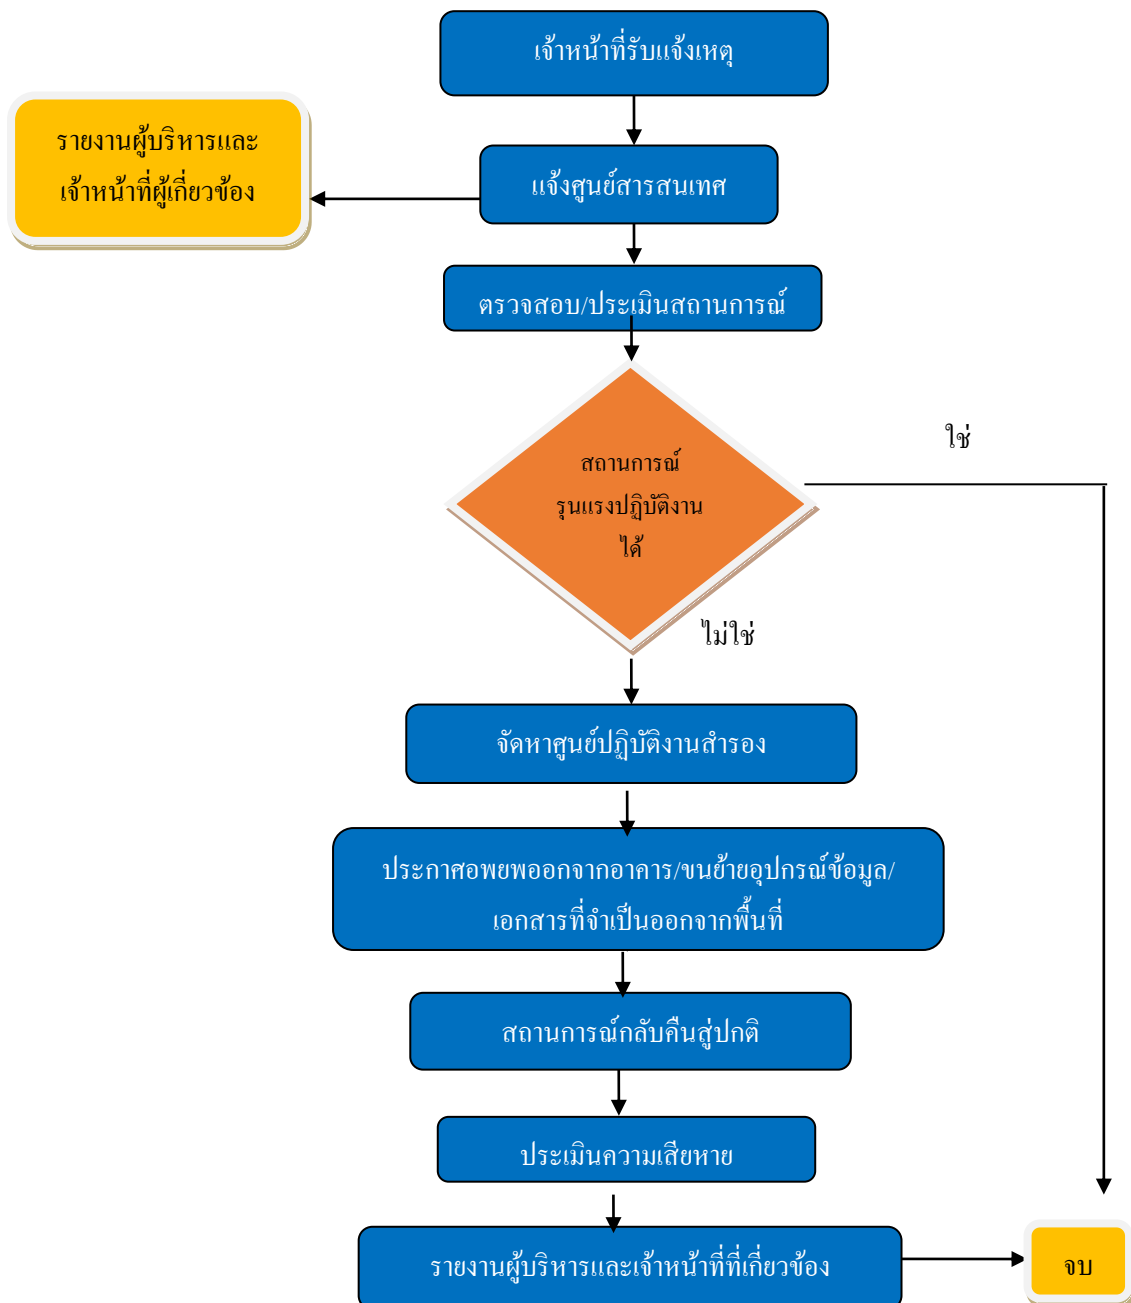 เจ้าหน้าที่รับแจ้งเหตุ
รายงานผู้บริหารและ
เจ้าหน้าที่ผู้เกี่ยวข้อง
แจ้งศูนย์สารสนเทศ
ตรวจสอบ/ประเมินสถานการณ์
ใช่
สถานการณ์
รุนแรงปฏิบัติงาน
ได้
ไม่ใช่
จัดหาศูนย์ปฏิบัติงานสำรอง
ประกาศอพยพออกจากอาคาร/ขนย้ายอุปกรณ์ข้อมูล/
เอกสารที่จำเป็นออกจากพื้นที่
สถานการณ์กลับคืนสู่ปกติ
ประเมินความเสียหาย
รายงานผู้บริหารและเจ้าหน้าที่ที่เกี่ยวข้อง
จบ